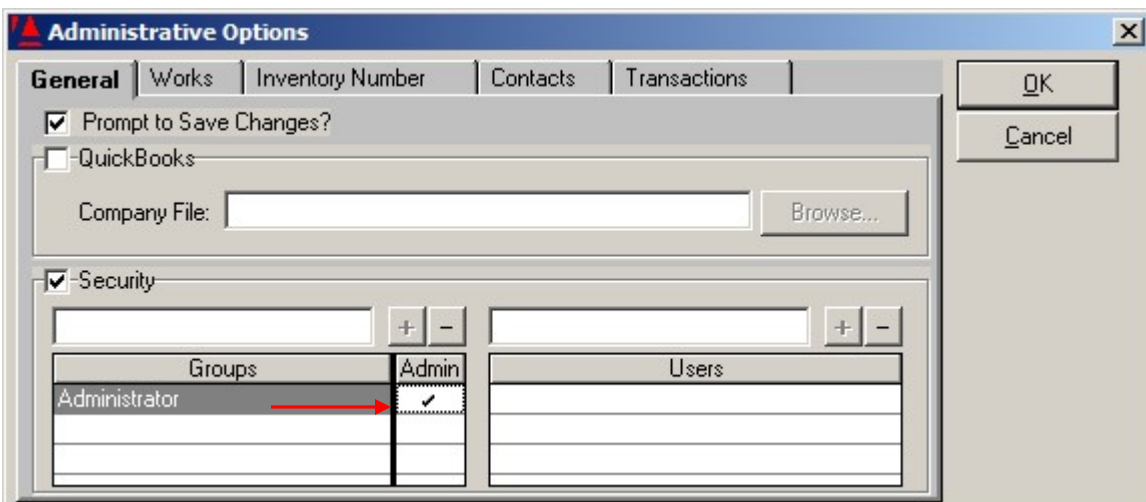 Administrative Options
General Works Inventory Number Contacts Transactions
OK
Prompt to Save Changes?
Cancel
QuickBooks
Company File: Browse...
Security
+ - + -
Groups Admin Users
Administrator ✓